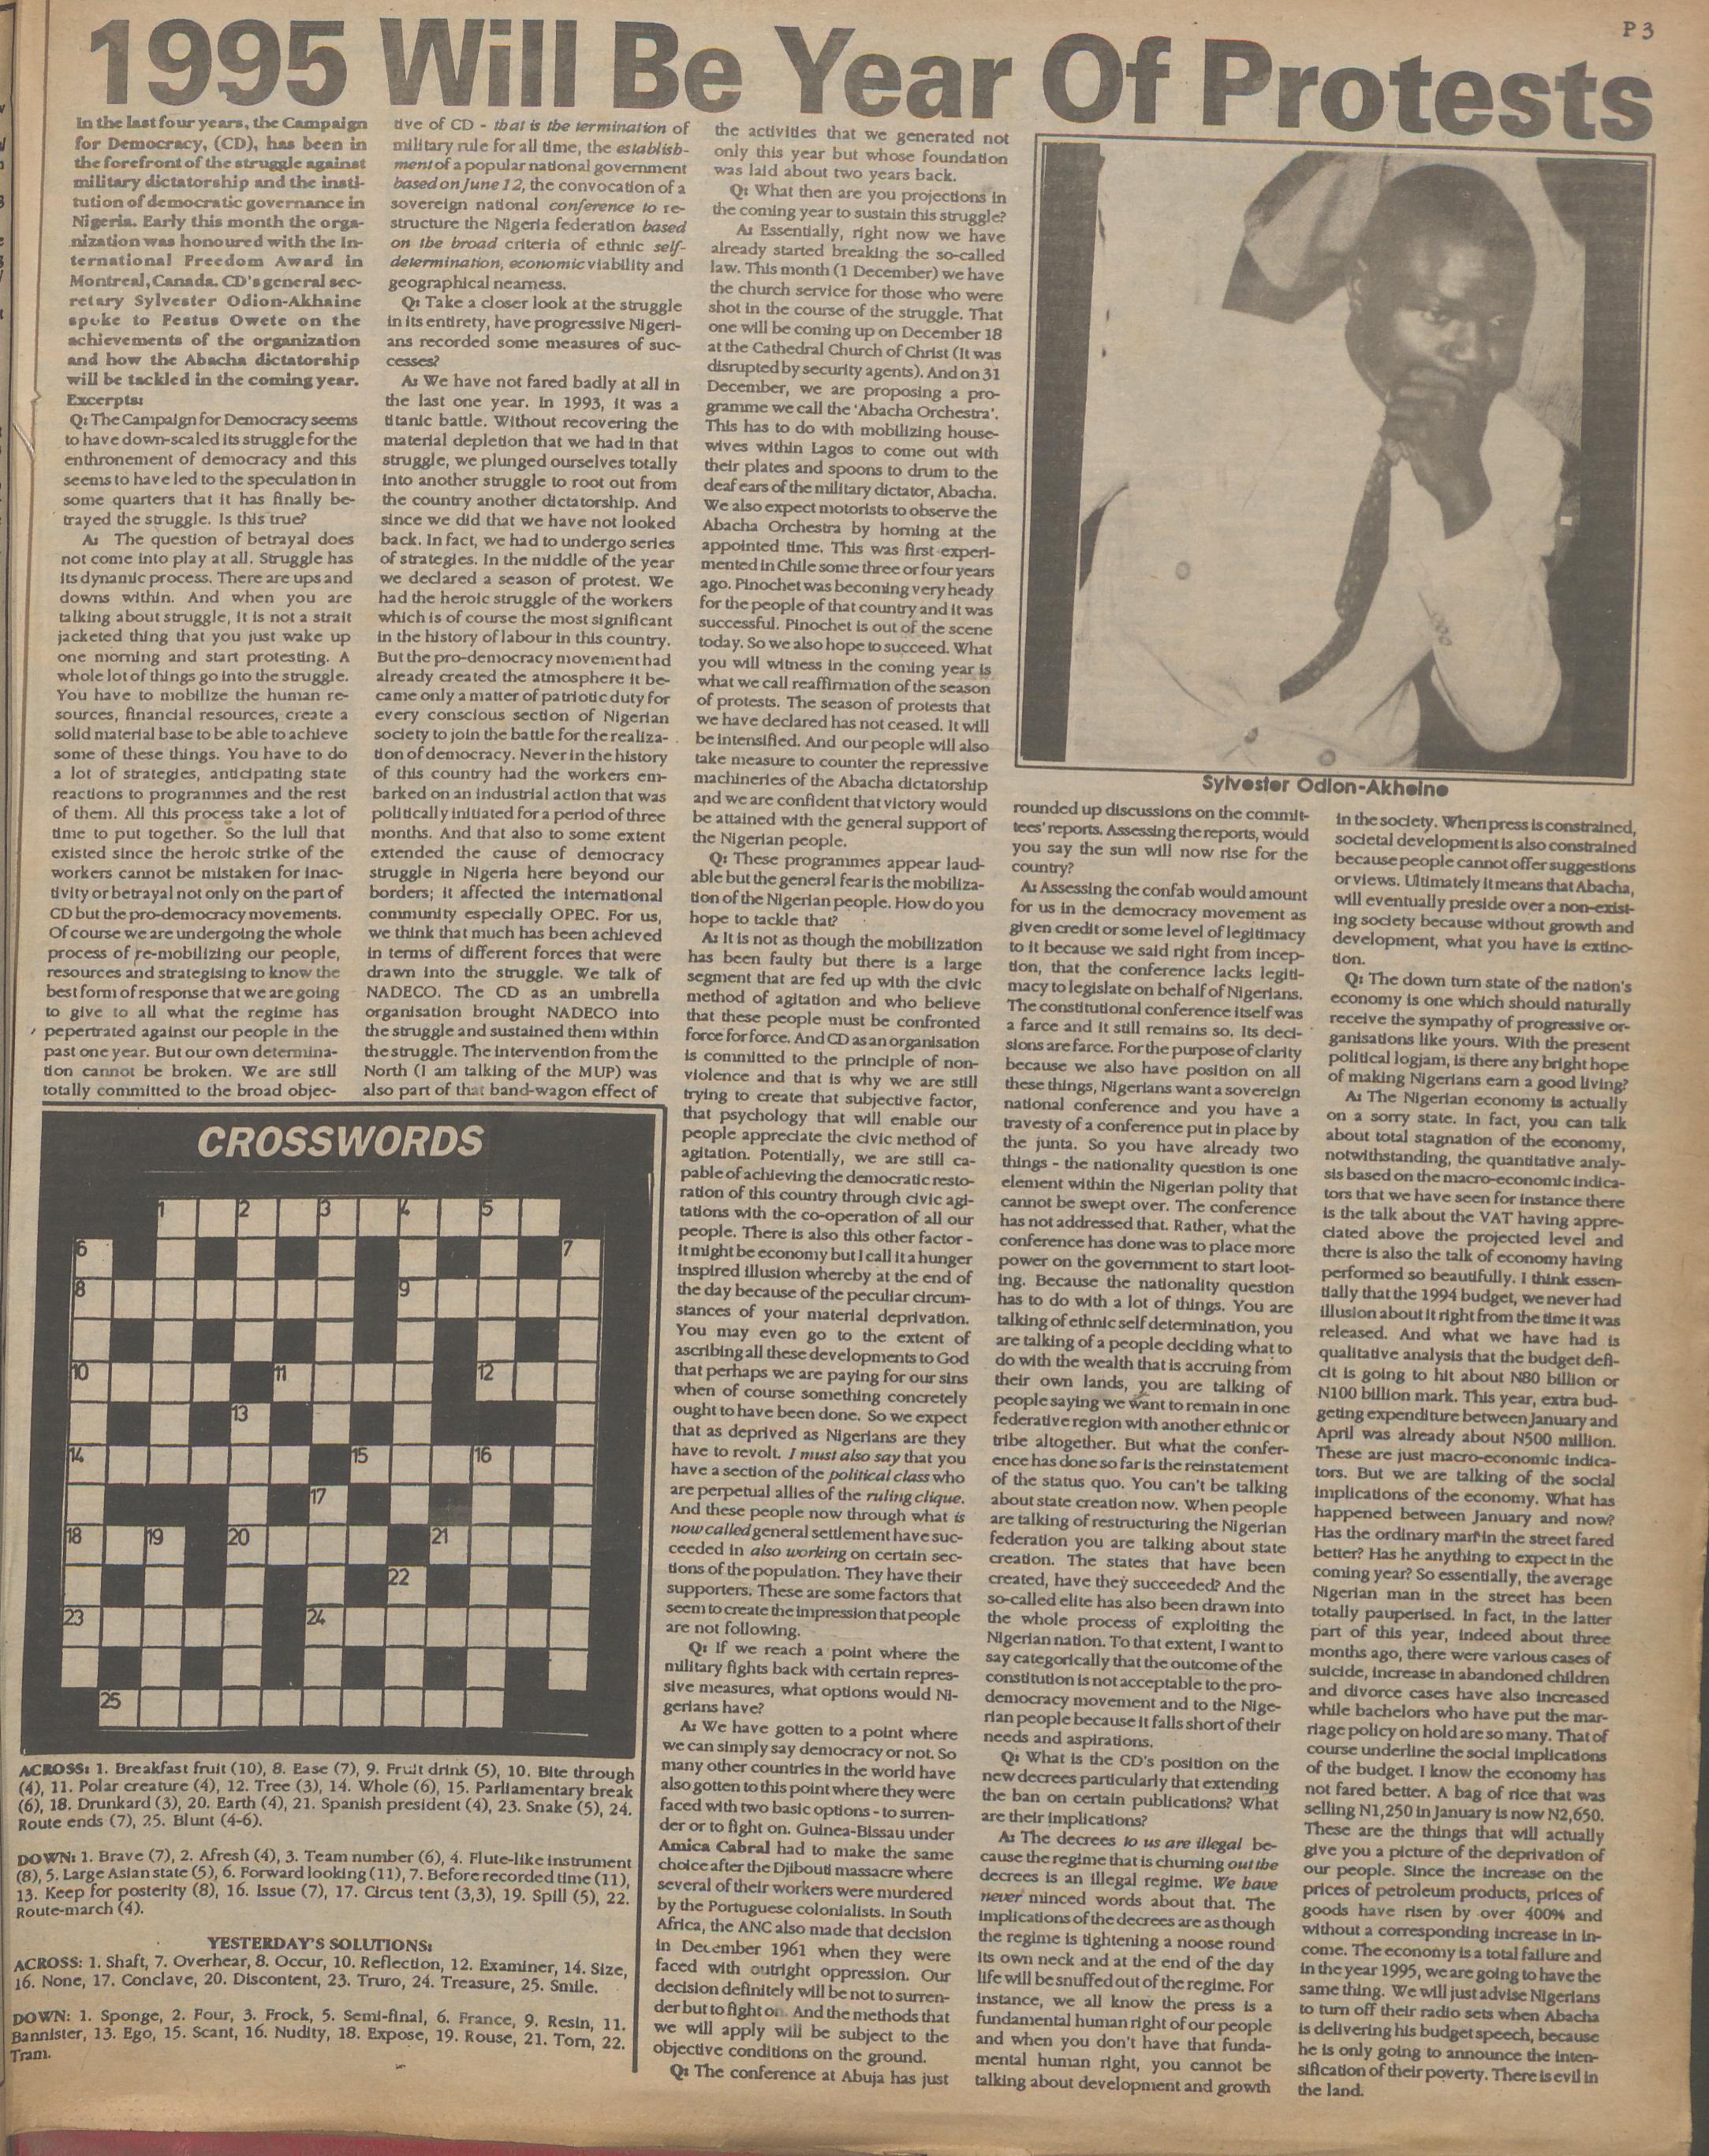 P 3
1995 Will Be Year Of Protests
In the last four years, the Campaign
for Democracy, (CD), has been in
the forefront of the struggle against
military dictatorship and the insti-
tution of democratic governance in
Nigeria. Early this month the orga-
nization was honoured with the In-
ternational Freedom Award in
Montreal, Canada. CD's general sec-
retary Sylvester Odion-Akhaine
spoke to Festus Owete on the
achievements of the organization
and how the Abacha dictatorship
will be tackled in the coming year.
Excerpts:
Q: The Campaign for Democracy seems
to have down-scaled its struggle for the
enthronement of democracy and this
seems to have led to the speculation in
some quarters that it has finally be-
trayed the struggle. Is this true?
A: The question of betrayal does
not come into play at all. Struggle has
its dynamic process. There are ups and
downs within. And when you are
talking about struggle, it is not a strait
jacketed thing that you just wake up
one morning and start protesting. A
whole lot of things go into the struggle.
You have to mobilize the human re-
sources, financial resources, create a
solid material base to be able to achieve
some of these things. You have to do
a lot of strategies, anticipating state
reactions to programmes and the rest
of them. All this process take a lot of
time to put together. So the lull that
existed since the heroic strike of the
workers cannot be mistaken for inac-
tivity or betrayal not only on the part of
CD but the pro-democracy movements.
Of course we are undergoing the whole
process of re-mobilizing our people,
resources and strategising to know the
best form of response that we are going
to give to all what the regime has
pepertrated against our people in the
past one year. But our own determina-
tion cannot be broken. We are still
totally committed to the broad objec-
tive of CD - that is the termination of
military rule for all time, the establish-
ment of a popular national government
based on June 12, the convocation of a
sovereign national conference to re-
structure the Nigeria federation based
on the broad criteria of ethnic self-
determination, economic viability and
geographical nearness.
Q: Take a closer look at the struggle
in its entirety, have progressive Nigeri-
ans recorded some measures of suc-
cesses?
A: We have not fared badly at all in
the last one year. In 1993, it was a
titanic battle. Without recovering the
material depletion that we had in that
struggle, we plunged ourselves totally
into another struggle to root out from
the country another dictatorship. And
since we did that we have not looked
back. In fact, we had to undergo series
of strategies. In the middle of the year
we declared a season of protest. We
had the heroic struggle of the workers
which is of course the most significant
in the history of labour in this country.
But the pro-democracy movement had
already created the atmosphere it be-
came only a matter of patriotic duty for
every conscious section of Nigerian
society to join the battle for the realiza-
tion of democracy. Never in the history
of this country had the workers em-
barked on an industrial action that was
politically initiated for a period of three
months. And that also to some extent
extended the cause of democracy
struggle in Nigeria here beyond our
borders; it affected the international
community especially OPEC. For us,
we think that much has been achieved
in terms of different forces that were
drawn into the struggle. We talk of
NADECO. The CD as an umbrella
organisation brought NADECO into
the struggle and sustained them within
the struggle. The intervention from the
North (I am talking of the MUP) was
also part of that band-wagon effect of
the activities that we generated not
only this year but whose foundation
was laid about two years back.
Q: What then are you projections in
the coming year to sustain this struggle?
A: Essentially, right now we have
already started breaking the so-called
law. This month (1 December) we have
the church service for those who were
shot in the course of the struggle. That
one will be coming up on December 18
at the Cathedral Church of Christ (It was
disrupted by security agents). And on 31
December, we are proposing a pro-
gramme we call the 'Abacha Orchestra'.
This has to do with mobilizing house-
wives within Lagos to come out with
their plates and spoons to drum to the
deaf ears of the military dictator, Abacha.
We also expect motorists to observe the
Abacha Orchestra by horning at the
appointed time. This was first experi-
mented in Chile some three or four years
ago. Pinochet was becoming very heady
for the people of that country and it was
successful. Pinochet is out of the scene
today. So we also hope to succeed. What
you will witness in the coming year is
what we call reaffirmation of the season
of protests. The season of protests that
we have declared has not ceased. It will
be intensified. And our people will also
take measure to counter the repressive
machineries of the Abacha dictatorship
and we are confident that victory would
be attained with the general support of
the Nigerian people.
Q: These programmes appear laud-
able but the general fear is the mobiliza-
tion of the Nigerian people. How do you
hope to tackle that?
A: It is not as though the mobilization
has been faulty but there is a large
segment that are fed up with the civic
method of agitation and who believe
that these people must be confronted
force for force. And CD as an organisation
is committed to the principle of non-
violence and that is why we are still
trying to create that subjective factor,
that psychology that will enable our
people appreciate the civic method of
agitation. Potentially, we are still ca-
pable of achieving the democratic resto-
ration of this country through civic agi-
tations with the co-operation of all our
people. There is also this other factor -
it might be economy but I call it a hunger
inspired illusion whereby at the end of
the day because of the peculiar circum-
stances of your material deprivation.
You may even go to the extent of
ascribing all these developments to God
that perhaps we are paying for our sins
when of course something concretely
ought to have been done. So we expect
that as deprived as Nigerians are they
have to revolt. I must also say that you
have a section of the political class who
are perpetual allies of the ruling clique.
And these people now through what is
now called general settlement have suc-
ceeded in also working on certain sec-
tions of the population. They have their
supporters. These are some factors that
seem to create the impression that people
are not following.
Q: If we reach a point where the
military fights back with certain repres-
sive measures, what options would Ni-
gerians have?
A: We have gotten to a point where
we can simply say democracy or not. So
many other countries in the world have
also gotten to this point where they were
faced with two basic options - to surren-
der or to fight on. Guinea-Bissau under
Amica Cabral had to make the same
choice after the Djibouti massacre where
several of their workers were murdered
by the Portuguese colonialists. In South
Africa, the ANC also made that decision
in December 1961 when they were
faced with outright oppression. Our
decision definitely will be not to surren-
der but to fight on. And the methods that
we will apply will be subject to the
objective conditions on the ground.
Q: The conference at Abuja has just
Sylvester Odion-Akhaine
rounded up discussions on the commit-
tees' reports. Assessing the reports, would
you say the sun will now rise for the
country?
A: Assessing the confab would amount
for us in the democracy movement as
given credit or some level of legitimacy
to it because we said right from incep-
tion, that the conference lacks legiti-
macy to legislate on behalf of Nigerians.
The constitutional conference itself was
a farce and it still remains so. Its deci-
sions are farce. For the purpose of clarity
because we also have position on all
these things, Nigerians want a sovereign
national conference and you have a
travesty of a conference put in place by
the junta. So you have already two
things - the nationality question is one
element within the Nigerian polity that
cannot be swept over. The conference
has not addressed that. Rather, what the
conference has done was to place more
power on the government to start loot-
ing. Because the nationality question
has to do with a lot of things. You are
talking of ethnic self determination, you
are talking of a people deciding what to
do with the wealth that is accruing from
their own lands, you are talking of
people saying we want to remain in one
federative region with another ethnic or
tribe altogether. But what the confer-
ence has done so far is the reinstatement
of the status quo. You can't be talking
about state creation now. When people
are talking of restructuring the Nigerian
federation you are talking about state
creation. The states that have been
created, have they succeeded? And the
so-called elite has also been drawn into
the whole process of exploiting the
Nigerian nation. To that extent, I want to
say categorically that the outcome of the
constitution is not acceptable to the pro-
democracy movement and to the Nige-
rian people because it falls short of their
needs and aspirations.
Q: What is the CD's position on the
new decrees particularly that extending
the ban on certain publications? What
are their implications?
A: The decrees to us are illegal be-
cause the regime that is churning out the
decrees is an illegal regime. We have
never minced words about that. The
implications of the decrees are as though
the regime is tightening a noose round
its own neck and at the end of the day
life will be snuffed out of the regime. For
instance, we all know the press is a
fundamental human right of our people
and when you don't have that funda-
mental human right, you cannot be
talking about development and growth
in the society. When press is constrained,
societal development is also constrained
because people cannot offer suggestions
or views. Ultimately it means that Abacha,
will eventually preside over a non-exist-
ing society because without growth and
development, what you have is extinc-
tion.
Q: The down turn state of the nation's
economy is one which should naturally
receive the sympathy of progressive or-
ganisations like yours. With the present
political logjam, is there any bright hope
of making Nigerians earn a good living?
A: The Nigerian economy is actually
on a sorry state. In fact, you can talk
about total stagnation of the economy,
notwithstanding, the quantitative analy-
sis based on the macro-economic indica-
tors that we have seen for instance there
is the talk about the VAT having appre-
ciated above the projected level and
there is also the talk of economy having
performed so beautifully. I think essen-
tially that the 1994 budget, we never had
illusion about it right from the time it was
released. And what we have had is
qualitative analysis that the budget defi-
cit is going to hit about N80 billion or
N100 billion mark. This year, extra bud-
geting expenditure between January and
April was already about N500 million.
These are just macro-economic indica-
tors. But we are talking of the social
implications of the economy. What has
happened between January and now?
Has the ordinary man in the street fared
better? Has he anything to expect in the
coming year? So essentially, the average
Nigerian man in the street has been
totally pauperised. In fact, in the latter
part of this year, indeed about three
months ago, there were various cases of
suicide, increase in abandoned children
and divorce cases have also increased
while bachelors who have put the mar-
riage policy on hold are so many. That of
course underline the social implications
of the budget. I know the economy has
not fared better. A bag of rice that was
selling N1,250 in January is now N2,650.
These are the things that will actually
give you a picture of the deprivation of
our people. Since the increase on the
prices of petroleum products, prices of
goods have risen by over 400% and
without a corresponding increase in in-
come. The economy is a total failure and
in the year 1995, we are going to have the
same thing. We will just advise Nigerians
to turn off their radio sets when Abacha
is delivering his budget speech, because
he is only going to announce the inten-
sification of their poverty. There is evil in
the land.
CROSSWORDS
1 2 3 4 5
6 7
8 9
10 11 12
13
14 15 16
17
18 19 20 21
22
23 24
25
ACROSS: 1. Breakfast fruit (10), 8. Ease (7), 9. Fruit drink (5), 10. Bite through
(4), 11. Polar creature (4), 12. Tree (3), 14. Whole (6), 15. Parliamentary break
(6), 18. Drunkard (3), 20. Earth (4), 21. Spanish president (4), 23. Snake (5), 24.
Route ends (7), 25. Blunt (4-6).
DOWN: 1. Brave (7), 2. Afresh (4), 3. Team number (6), 4. Flute-like instrument
(8), 5. Large Asian state (5), 6. Forward looking (11), 7. Before recorded time (11),
13. Keep for posterity (8), 16. Issue (7), 17. Circus tent (3,3), 19. Spill (5), 22.
Route-march (4).
YESTERDAY'S SOLUTIONS:
ACROSS: 1. Shaft, 7. Overhear, 8. Occur, 10. Reflection, 12. Examiner, 14. Size,
16. None, 17. Conclave, 20. Discontent, 23. Truro, 24. Treasure, 25. Smile.
DOWN: 1. Sponge, 2. Four, 3. Frock, 5. Semi-final, 6. France, 9. Resin, 11.
Bannister, 13. Ego, 15. Scant, 16. Nudity, 18. Expose, 19. Rouse, 21. Torn, 22.
Tram.